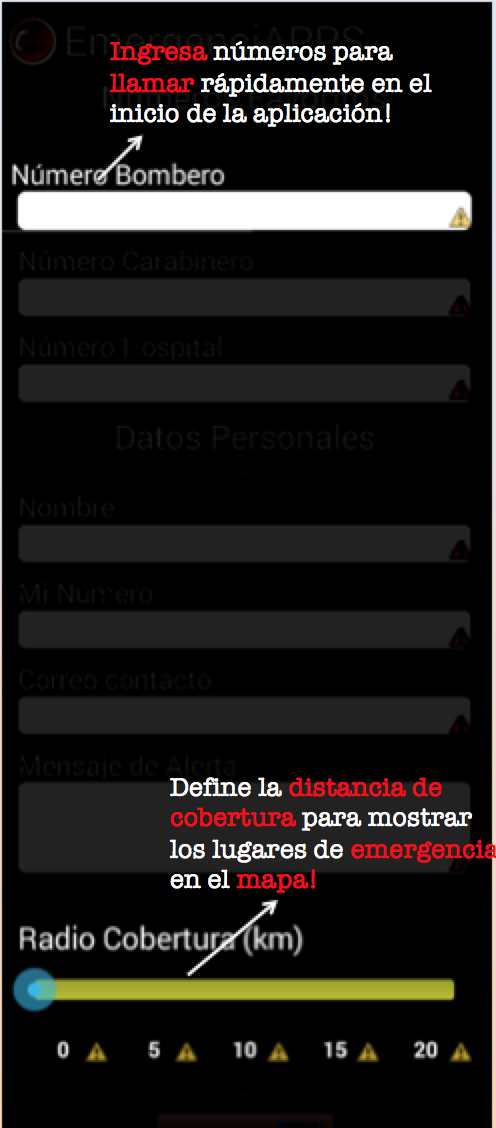 EmergenciAPPS
Ingresa números para
llamar rápidamente en el
inicio de la aplicación!
Números Favoritos
Número Bombero
Número Carabinero
Número Hospital
Datos Personales
Nombre
Mi Número
Correo contacto
Mensaje de Alerta
Define la distancia de
cobertura para mostrar
los lugares de emergencia
en el mapa!
Radio Cobertura (km)
0 5 10 15 20